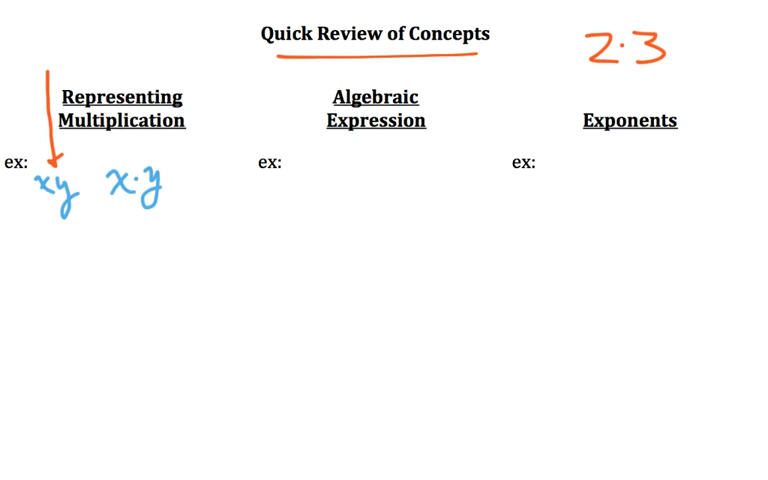 Quick Review of Concepts
2·3
Representing Multiplication
Algebraic Expression
Exponents
ex: xy x·y
ex:
ex: